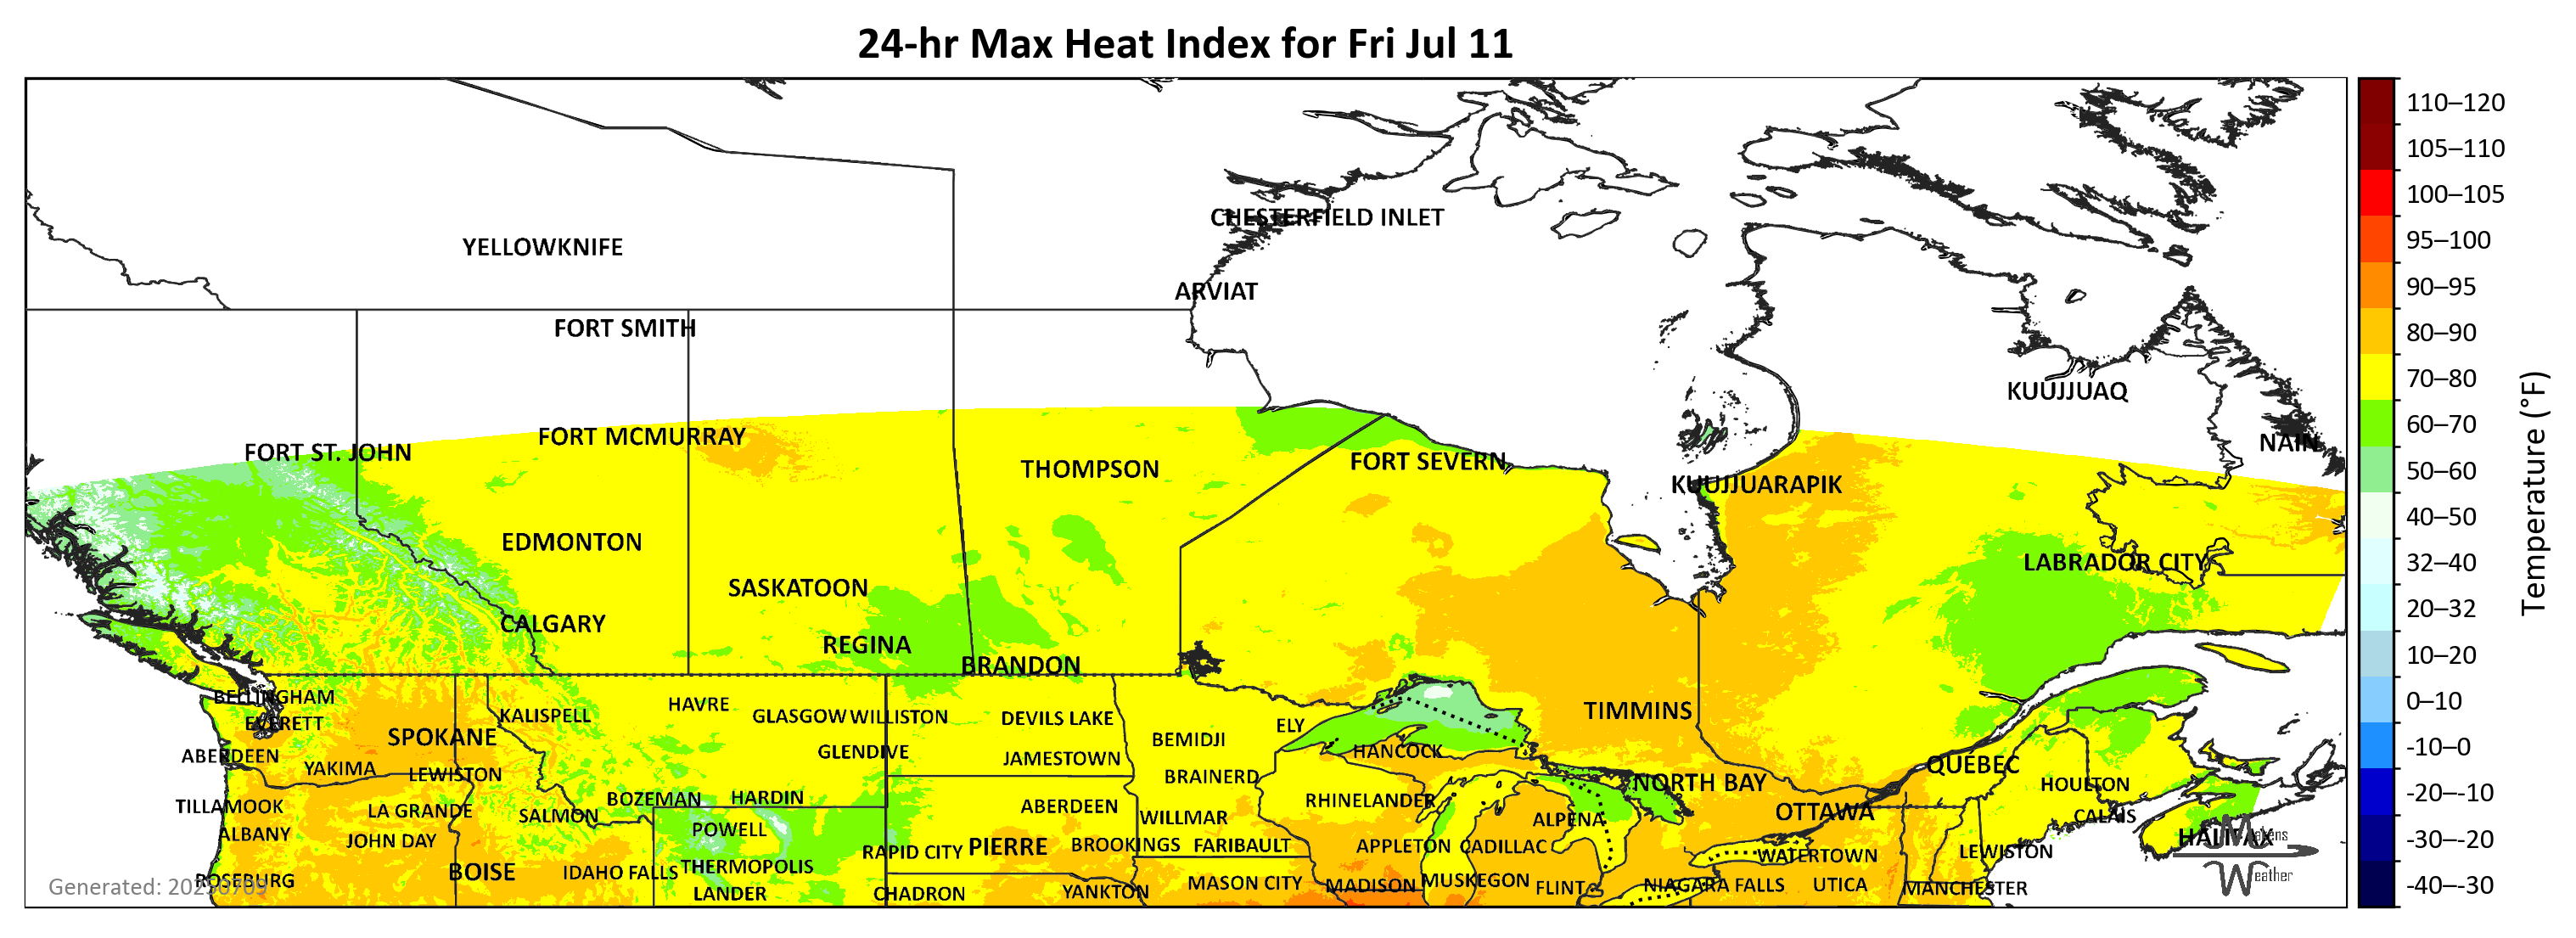 24-hr Max Heat Index for Fri Jul 11
CHESTERFIELD INLET
YELLOWKNIFE
ARVIAT
FORT SMITH
KUUJJUAQ
FORT MCMURRAY
NAIN
FORT ST. JOHN
FORT SEVERN
THOMPSON
KUUJJUARAPIK
EDMONTON
LABRADOR CITY
SASKATOON
CALGARY
REGINA
BRANDON
BELLINGHAM
HAVRE
TIMMINS
KALISPELL
GLASGOW
WILLISTON
DEVILS LAKE
EVERETT
ELY
SPOKANE
BEMIDJI
ABERDEEN
GLENDIVE
JAMESTOWN
HANCOCK
QUÉBEC
YAKIMA
LEWISTON
BRAINERD
NORTH BAY
HOULTON
TILLAMOOK
LA GRANDE
BOZEMAN
HARDIN
ABERDEEN
RHINELANDER
OTTAWA
SALMON
WILLMAR
ALPENA
CALAIS
ALBANY
JOHN DAY
POWELL
HALIFAX
PIERRE
BROOKINGS
FARIBAULT
APPLETON
CADILLAC
RAPID CITY
WATERTOWN
LEWISTON
BOISE
IDAHO FALLS
THERMOPOLIS
ROSEBURG
MASON CITY
MADISON
MUSKEGON
FLINT
NIAGARA FALLS
UTICA
MANCHESTER
LANDER
CHADRON
YANKTON
Generated: 20250709
Weather
110–120
105–110
100–105
95–100
90–95
80–90
70–80
60–70
50–60
40–50
32–40
20–32
10–20
0–10
-10–0
-20–-10
-30–-20
-40–-30
Temperature (°F)